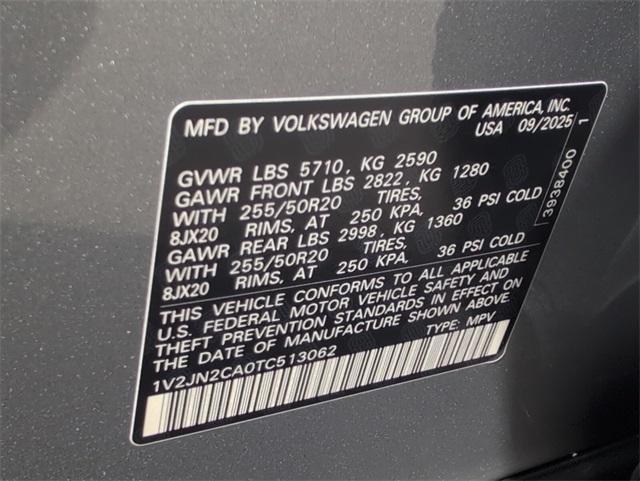 MFD BY VOLKSWAGEN GROUP OF AMERICA, INC.
USA 09/2025
GVWR LBS 5710, KG 2590
GAWR FRONT LBS 2822, KG 1280
WITH 255/50R20 TIRES,
8JX20 RIMS, AT 250 KPA, 36 PSI COLD
GAWR REAR LBS 2998, KG 1360
WITH 255/50R20 TIRES,
8JX20 RIMS, AT 250 KPA, 36 PSI COLD
THIS VEHICLE CONFORMS TO ALL APPLICABLE
U.S. FEDERAL MOTOR VEHICLE SAFETY AND
THEFT PREVENTION STANDARDS IN EFFECT ON
THE DATE OF MANUFACTURE SHOWN ABOVE.
1V2JN2CA0TC513062 TYPE: MPV
3938400 1